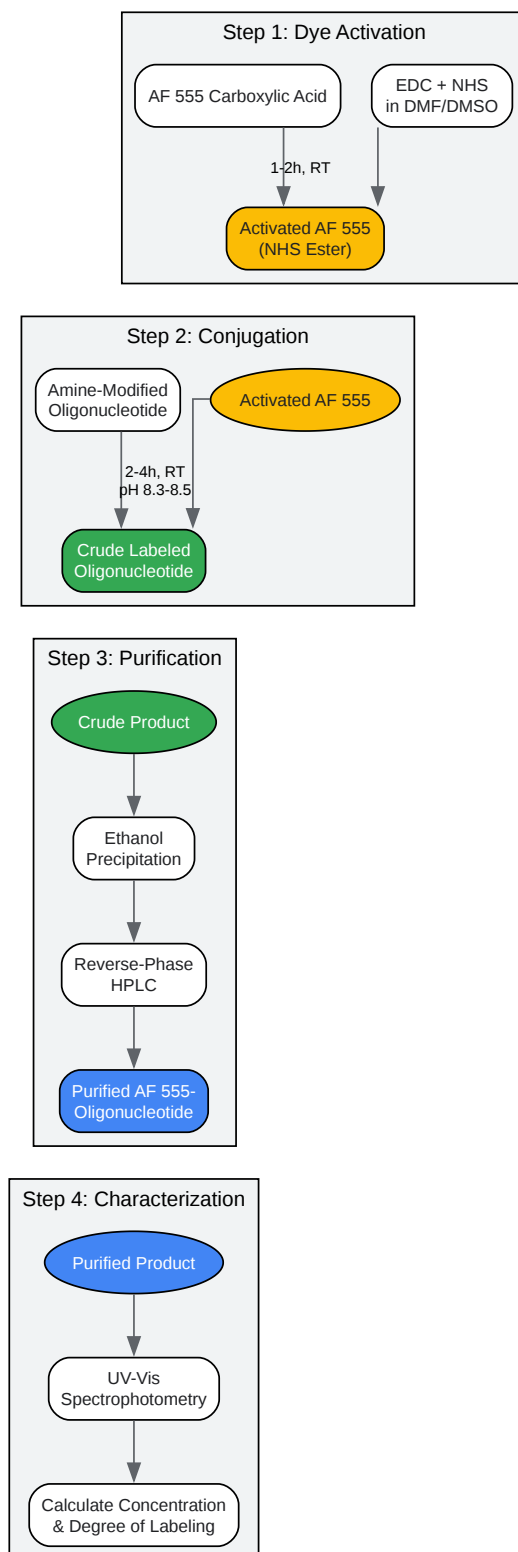 Step 1: Dye Activation
AF 555 Carboxylic Acid
EDC + NHS
in DMF/DMSO
1-2h, RT
Activated AF 555
(NHS Ester)
Step 2: Conjugation
Amine-Modified
Oligonucleotide
Activated AF 555
2-4h, RT
pH 8.3-8.5
Crude Labeled
Oligonucleotide
Step 3: Purification
Crude Product
Ethanol
Precipitation
Reverse-Phase
HPLC
Purified AF 555-
Oligonucleotide
Step 4: Characterization
Purified Product
UV-Vis
Spectrophotometry
Calculate Concentration
& Degree of Labeling